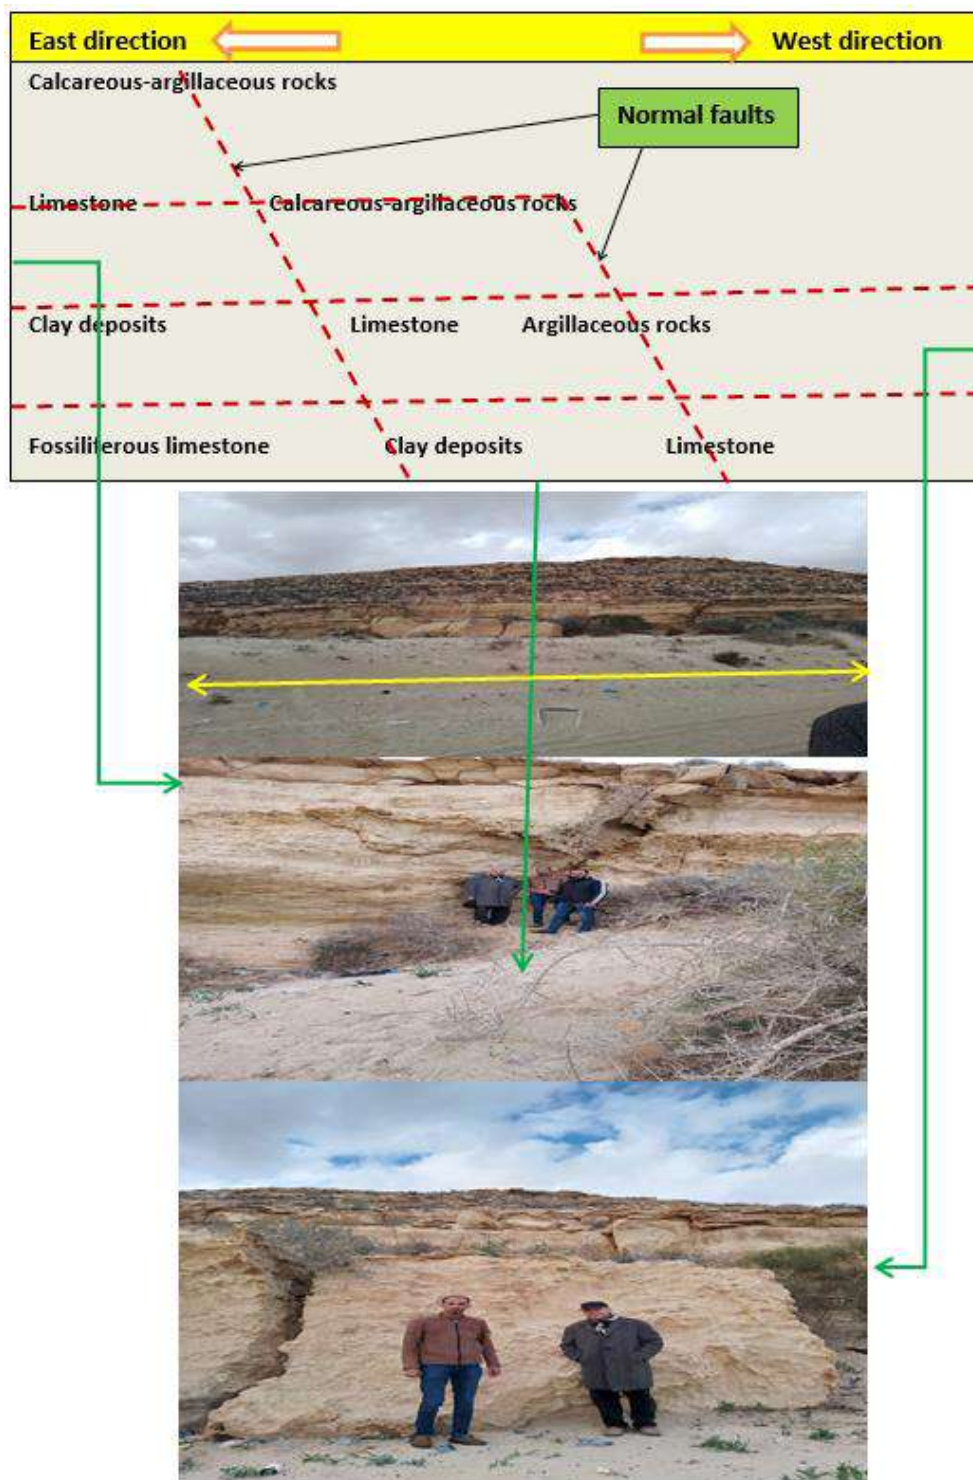 East direction West direction
Calcareous-argillaceous rocks
Normal faults
Limestone Calcareous-argillaceous rocks
Clay deposits Limestone Argillaceous rocks
Fossiliferous limestone Clay deposits Limestone